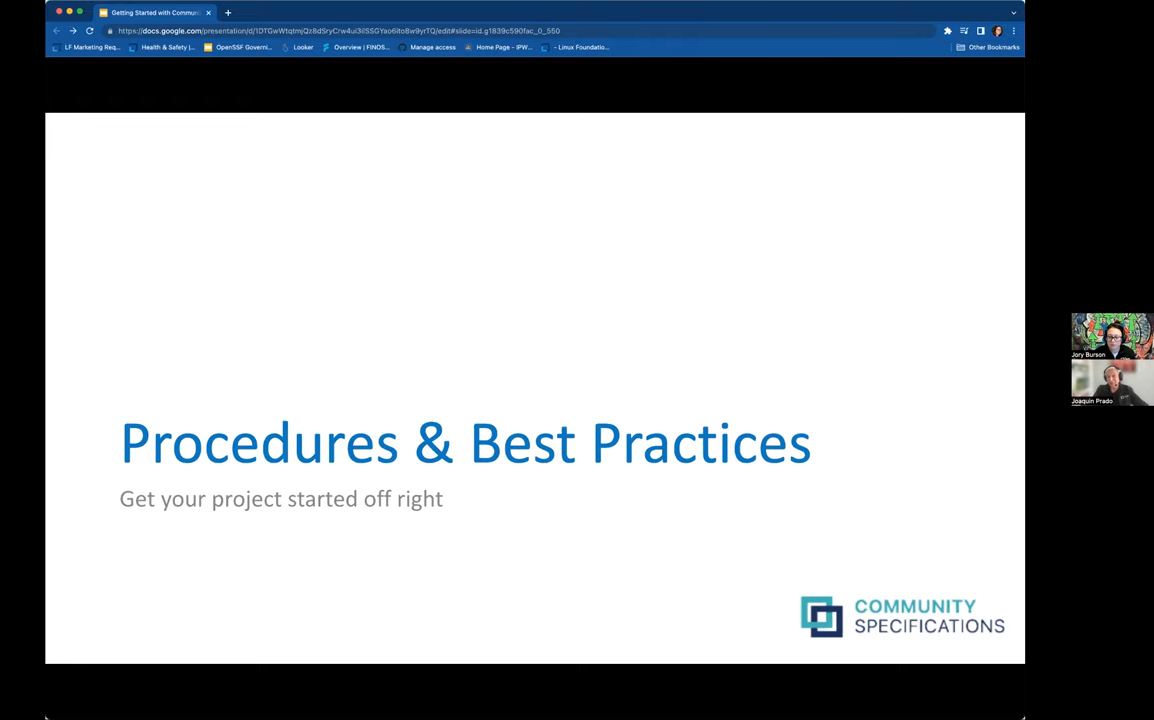 Getting Started with Commun
https://docs.google.com/presentation/d/1DTGwWtqtmjQz8dSryCrw4ui3ilSSGYao6ito8w9yrTQ/edit#slide=id.g1839c590fac_0_550
LF Marketing Req...
Health & Safety |...
OpenSSF Governi...
Looker
Overview | FINOS...
Manage access
Home Page - IPW...
- Linux Foundatio...
Other Bookmarks
Procedures & Best Practices
Get your project started off right
COMMUNITY
SPECIFICATIONS
Jory Burson
Joaquin Prado